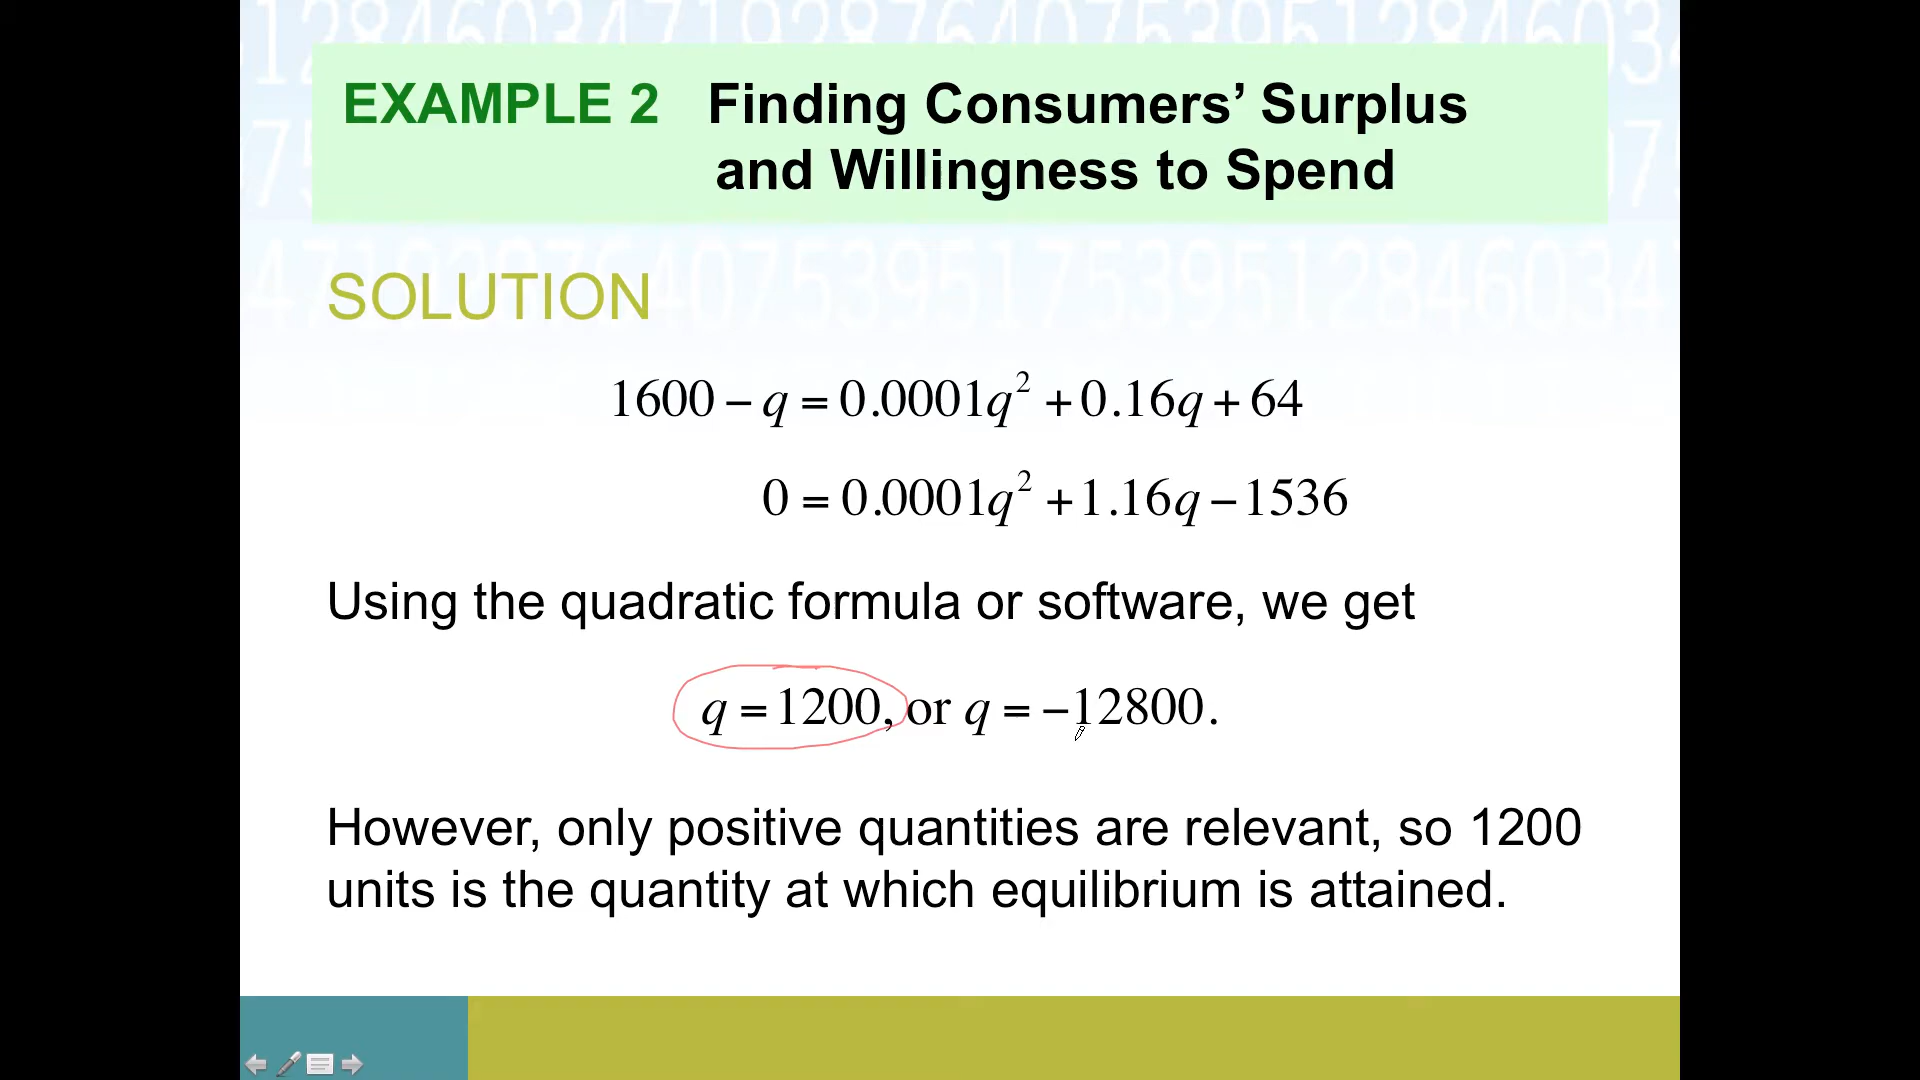 EXAMPLE 2 Finding Consumers’ Surplus
and Willingness to Spend
SOLUTION
1600 − q = 0.0001q² + 0.16q + 64
0 = 0.0001q² + 1.16q − 1536
Using the quadratic formula or software, we get
q = 1200, or q = −12800.
However, only positive quantities are relevant, so 1200
units is the quantity at which equilibrium is attained.